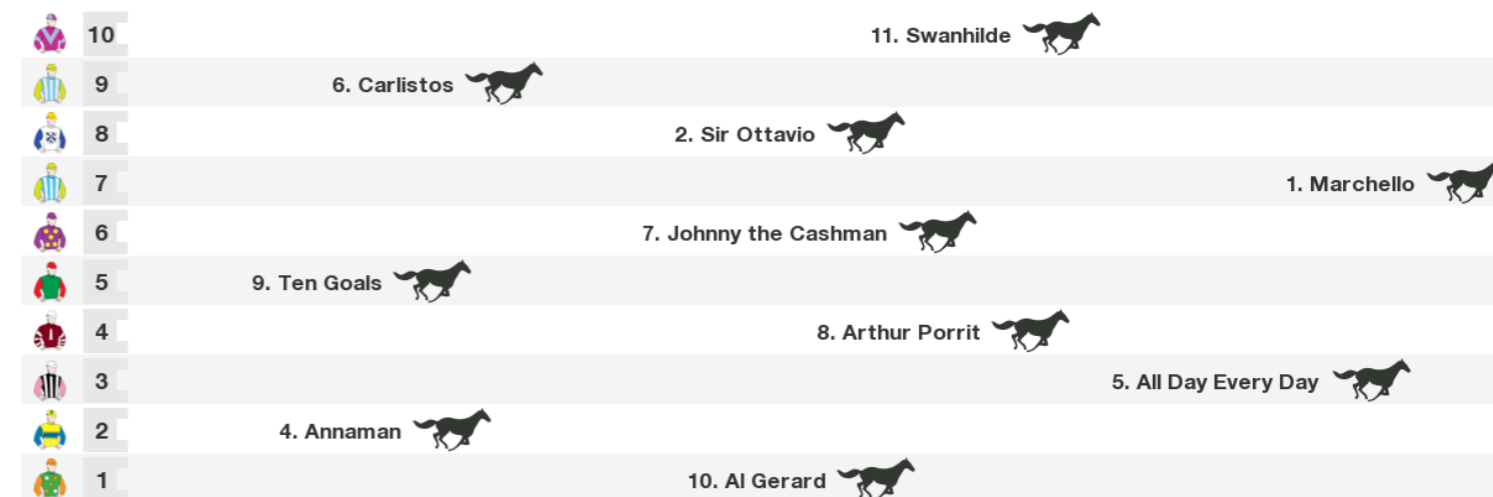 10 11. Swanhilde
9 6. Carlistos
8 2. Sir Ottavio
7 1. Marchello
6 7. Johnny the Cashman
5 9. Ten Goals
4 8. Arthur Porrit
3 5. All Day Every Day
2 4. Annaman
1 10. Al Gerard